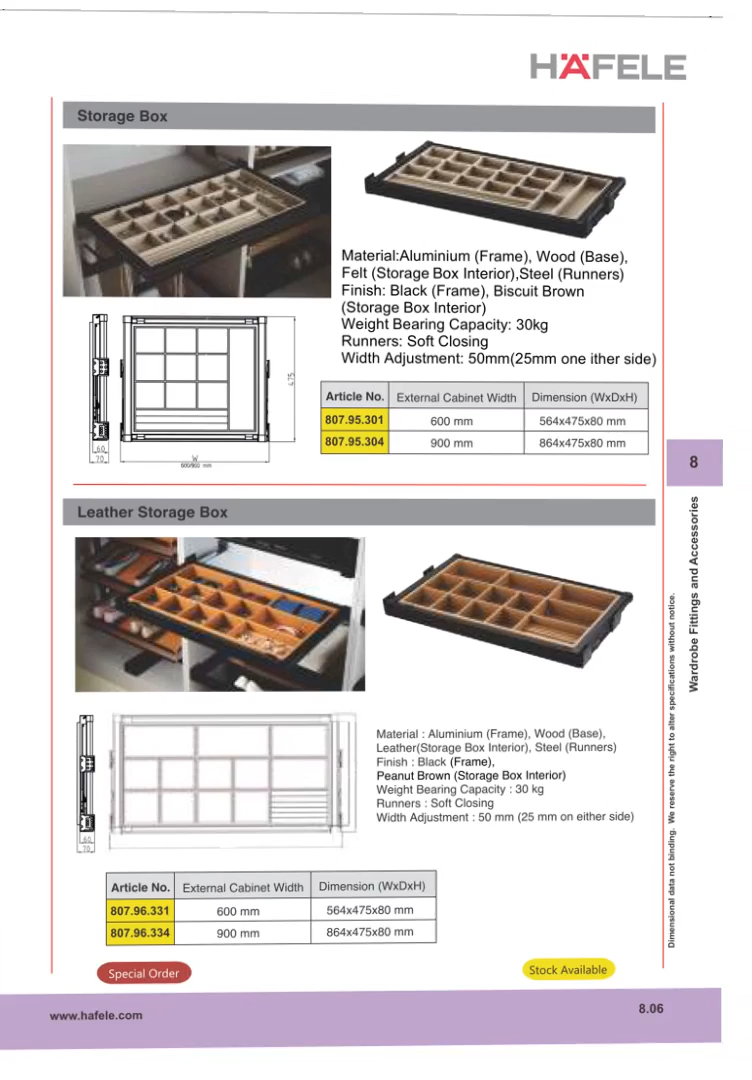 HÄFELE
Storage Box
Material:Aluminium (Frame), Wood (Base),
Felt (Storage Box Interior),Steel (Runners)
Finish: Black (Frame), Biscuit Brown
(Storage Box Interior)
Weight Bearing Capacity: 30kg
Runners: Soft Closing
Width Adjustment: 50mm(25mm one ither side)
475
60
70
W
600/900 mm
Article No. External Cabinet Width Dimension (WxDxH)
807.95.301 600 mm 564x475x80 mm
807.95.304 900 mm 864x475x80 mm
8
Wardrobe Fittings and Accessories
Dimensional data not binding. We reserve the right to alter specifications without notice.
Leather Storage Box
Material : Aluminium (Frame), Wood (Base),
Leather(Storage Box Interior), Steel (Runners)
Finish : Black (Frame),
Peanut Brown (Storage Box Interior)
Weight Bearing Capacity : 30 kg
Runners : Soft Closing
Width Adjustment : 50 mm (25 mm on either side)
60
70
Article No. External Cabinet Width Dimension (WxDxH)
807.96.331 600 mm 564x475x80 mm
807.96.334 900 mm 864x475x80 mm
Special Order
Stock Available
www.hafele.com
8.06